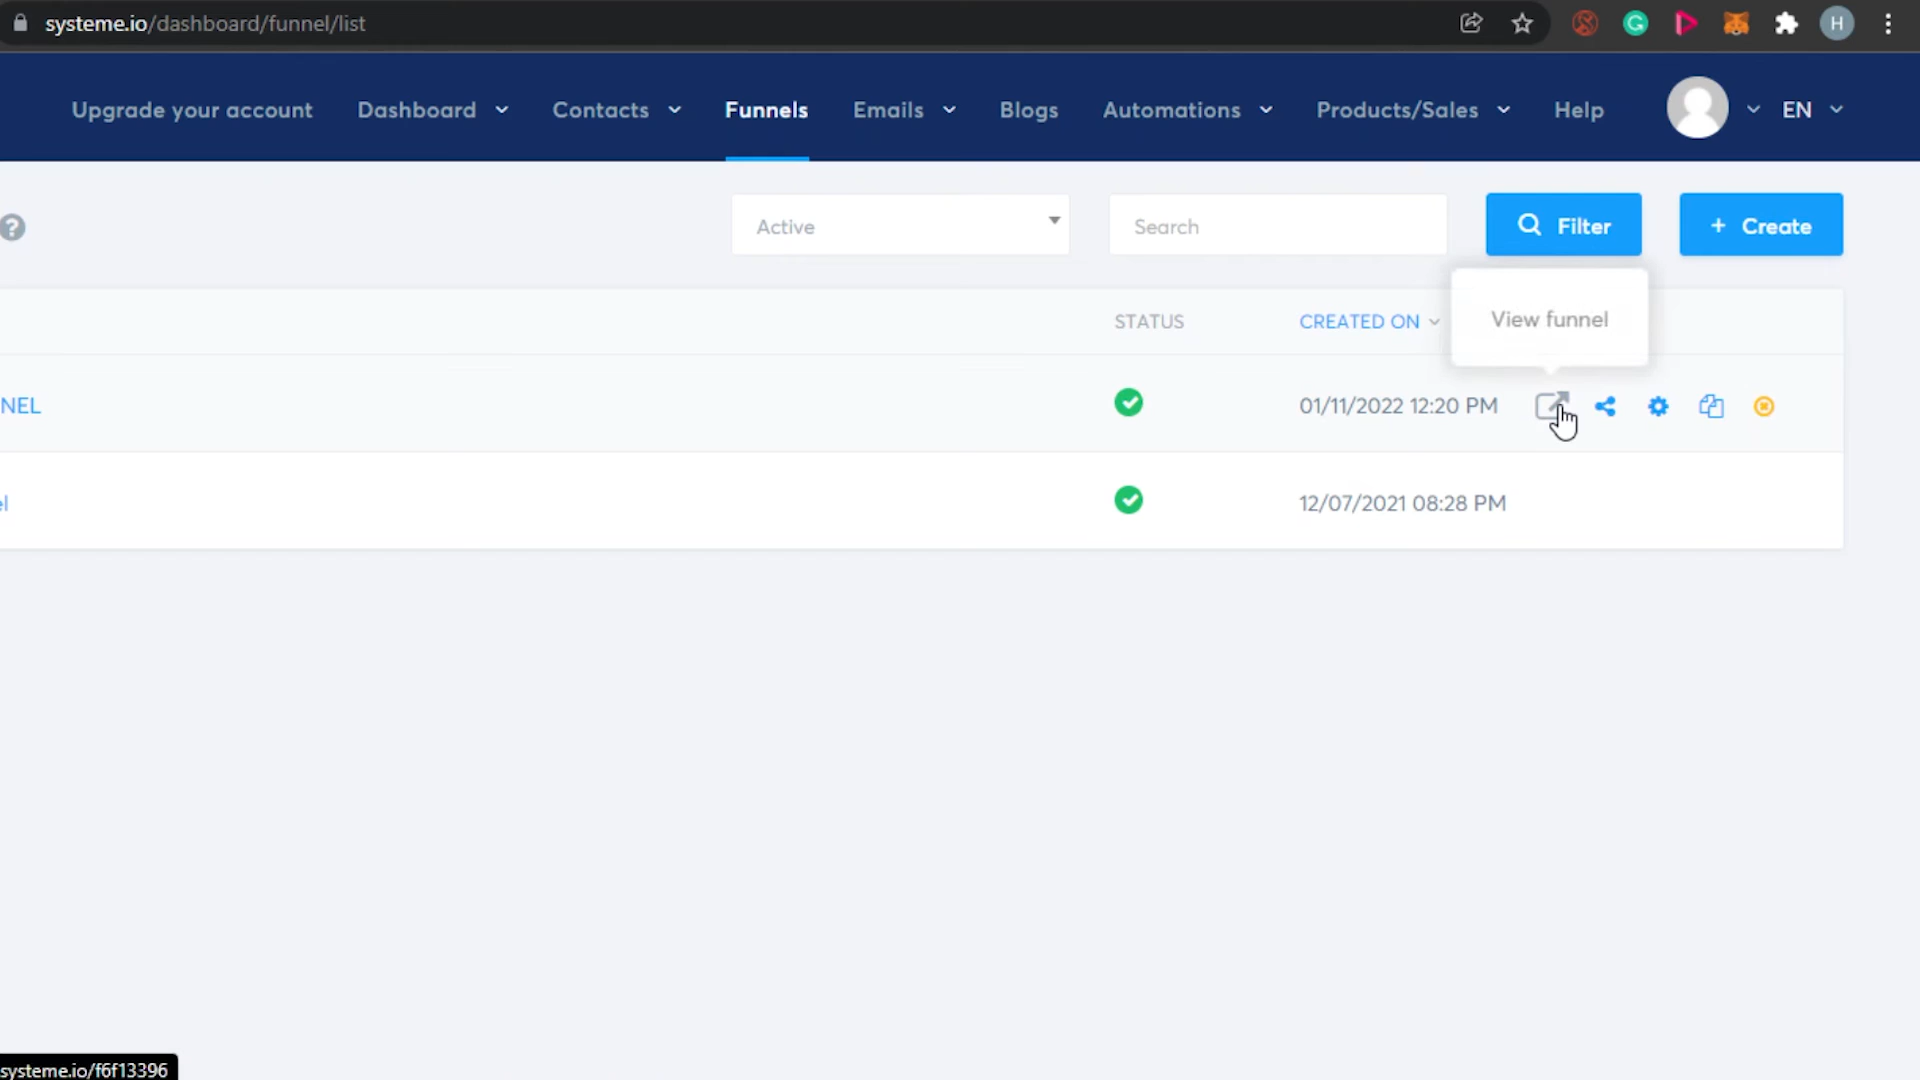 systeme.io/dashboard/funnel/list
H
Upgrade your account Dashboard Contacts Funnels Emails Blogs Automations Products/Sales Help EN
? Active Search Filter + Create
View funnel
STATUS CREATED ON
NEL 01/11/2022 12:20 PM
el 12/07/2021 08:28 PM
systeme.io/f6f13396